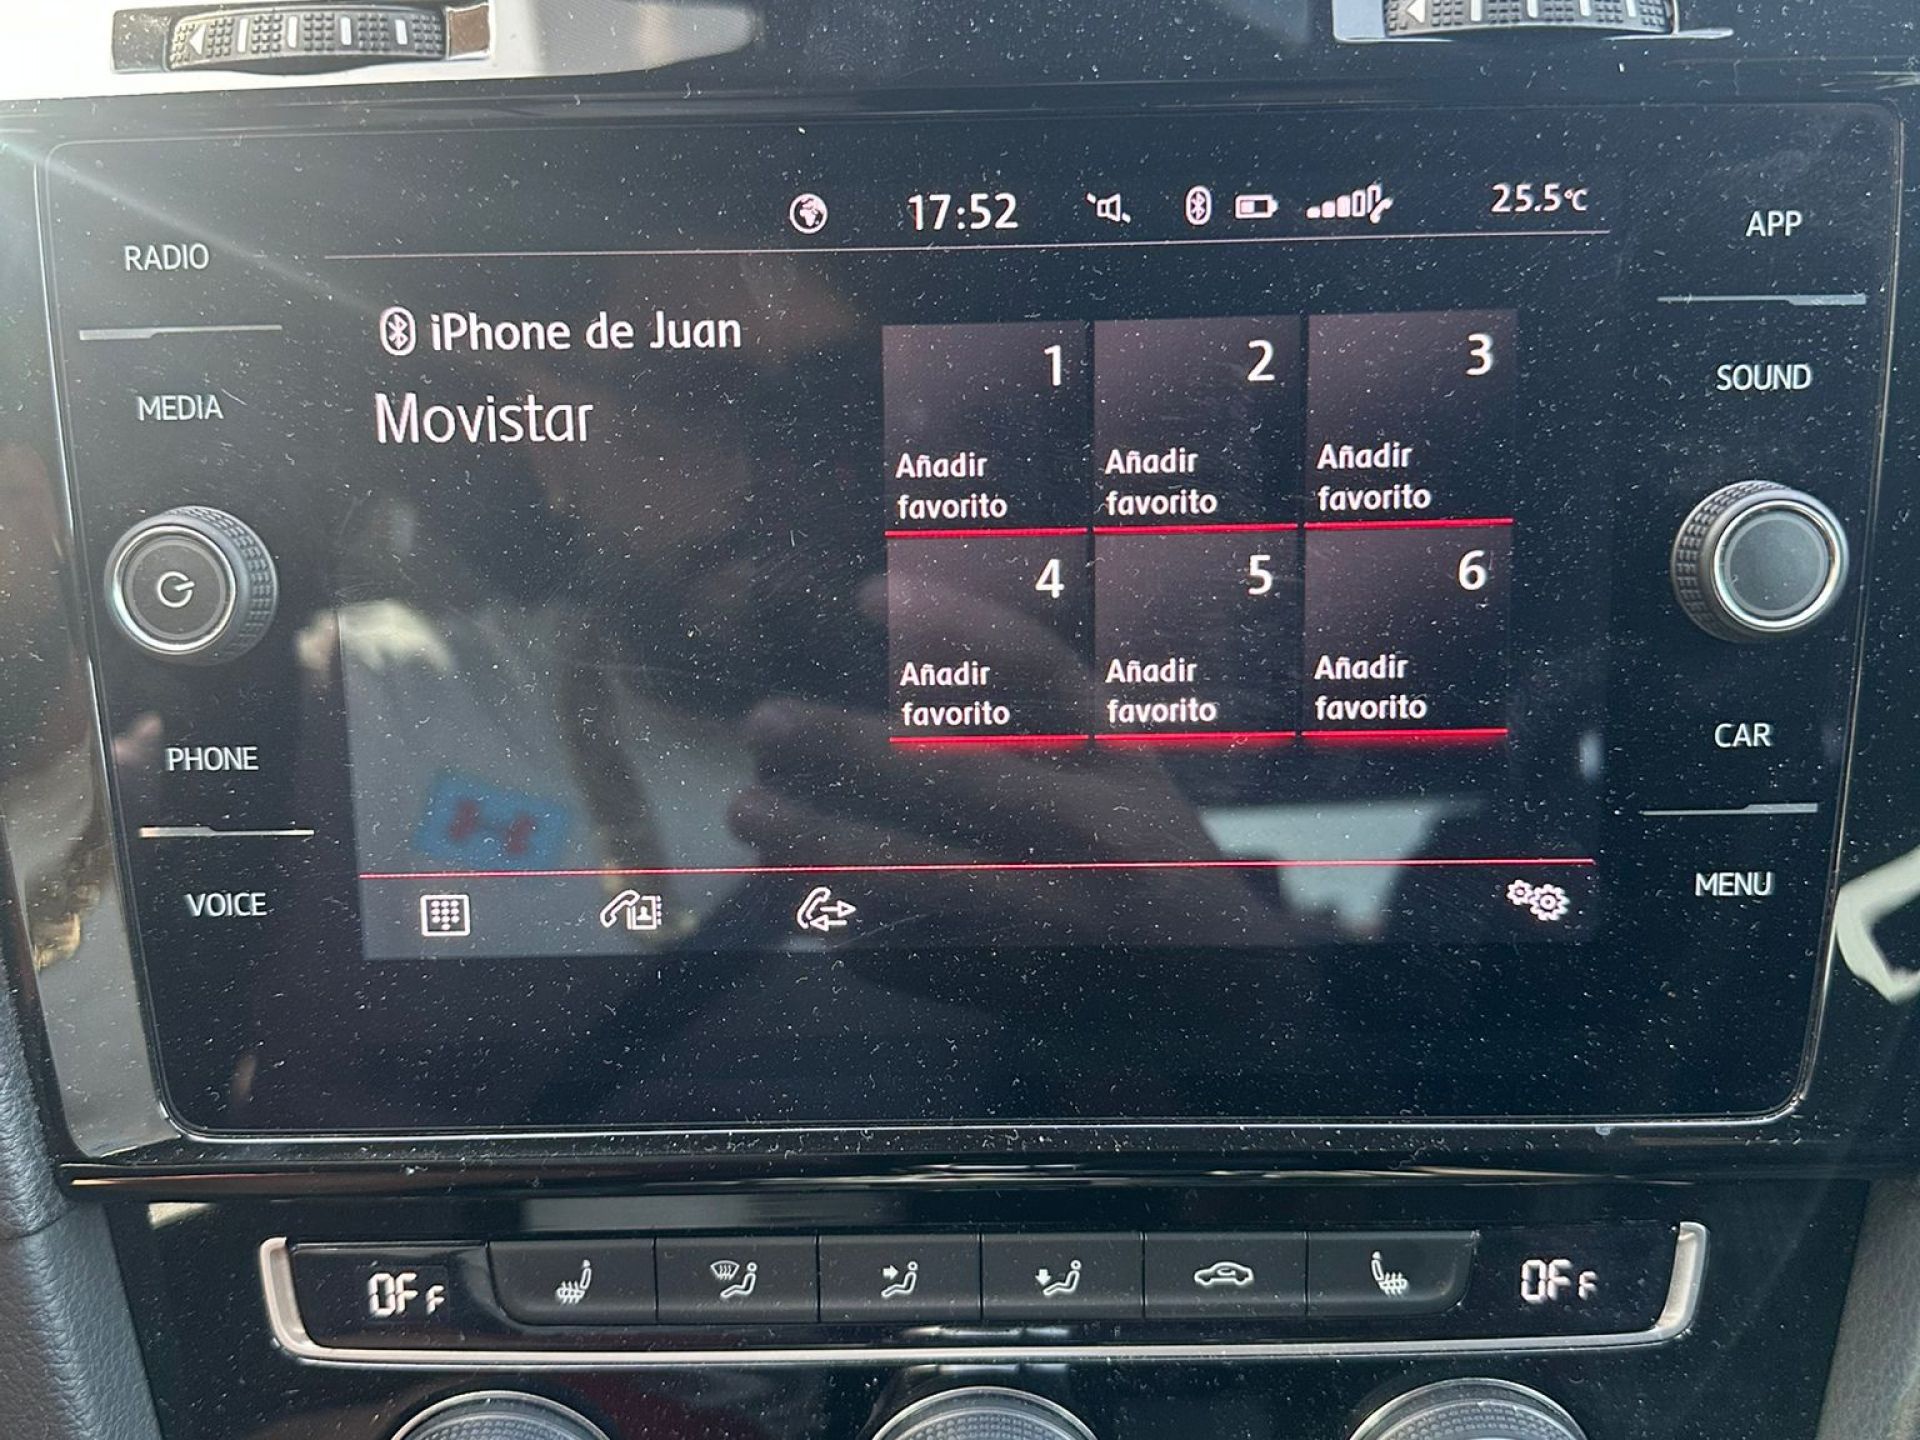 17:52
25.5°C
RADIO
APP
iPhone de Juan
Movistar
MEDIA
SOUND
1
2
3
Añadir
favorito
Añadir
favorito
Añadir
favorito
4
5
6
Añadir
favorito
Añadir
favorito
Añadir
favorito
PHONE
CAR
VOICE
MENU
OFF
OFF